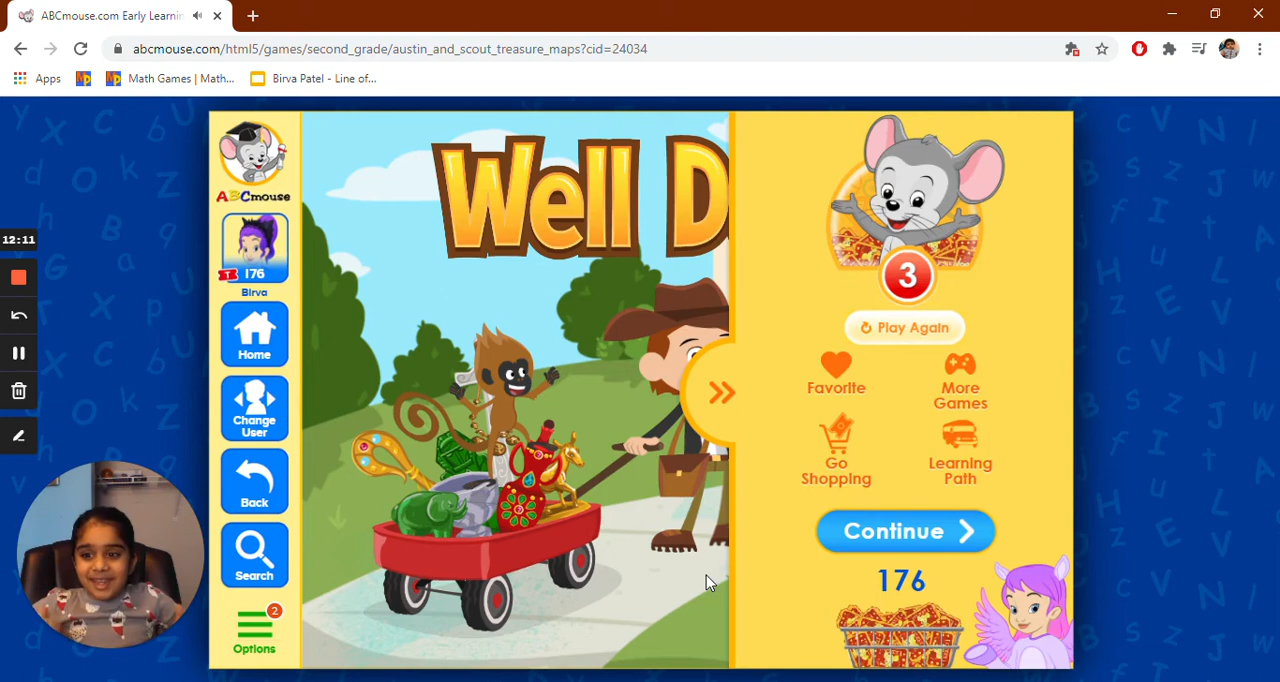 ABCmouse.com Early Learnin
abcmouse.com/html5/games/second_grade/austin_and_scout_treasure_maps?cid=24034
Apps
Math Games | Math...
Birva Patel - Line of...
12:11
ABCmouse
T 176
Birva
Home
Change
User
Back
Search
2
Options
Well D
3
Play Again
Favorite
More
Games
Go
Shopping
Learning
Path
Continue
176